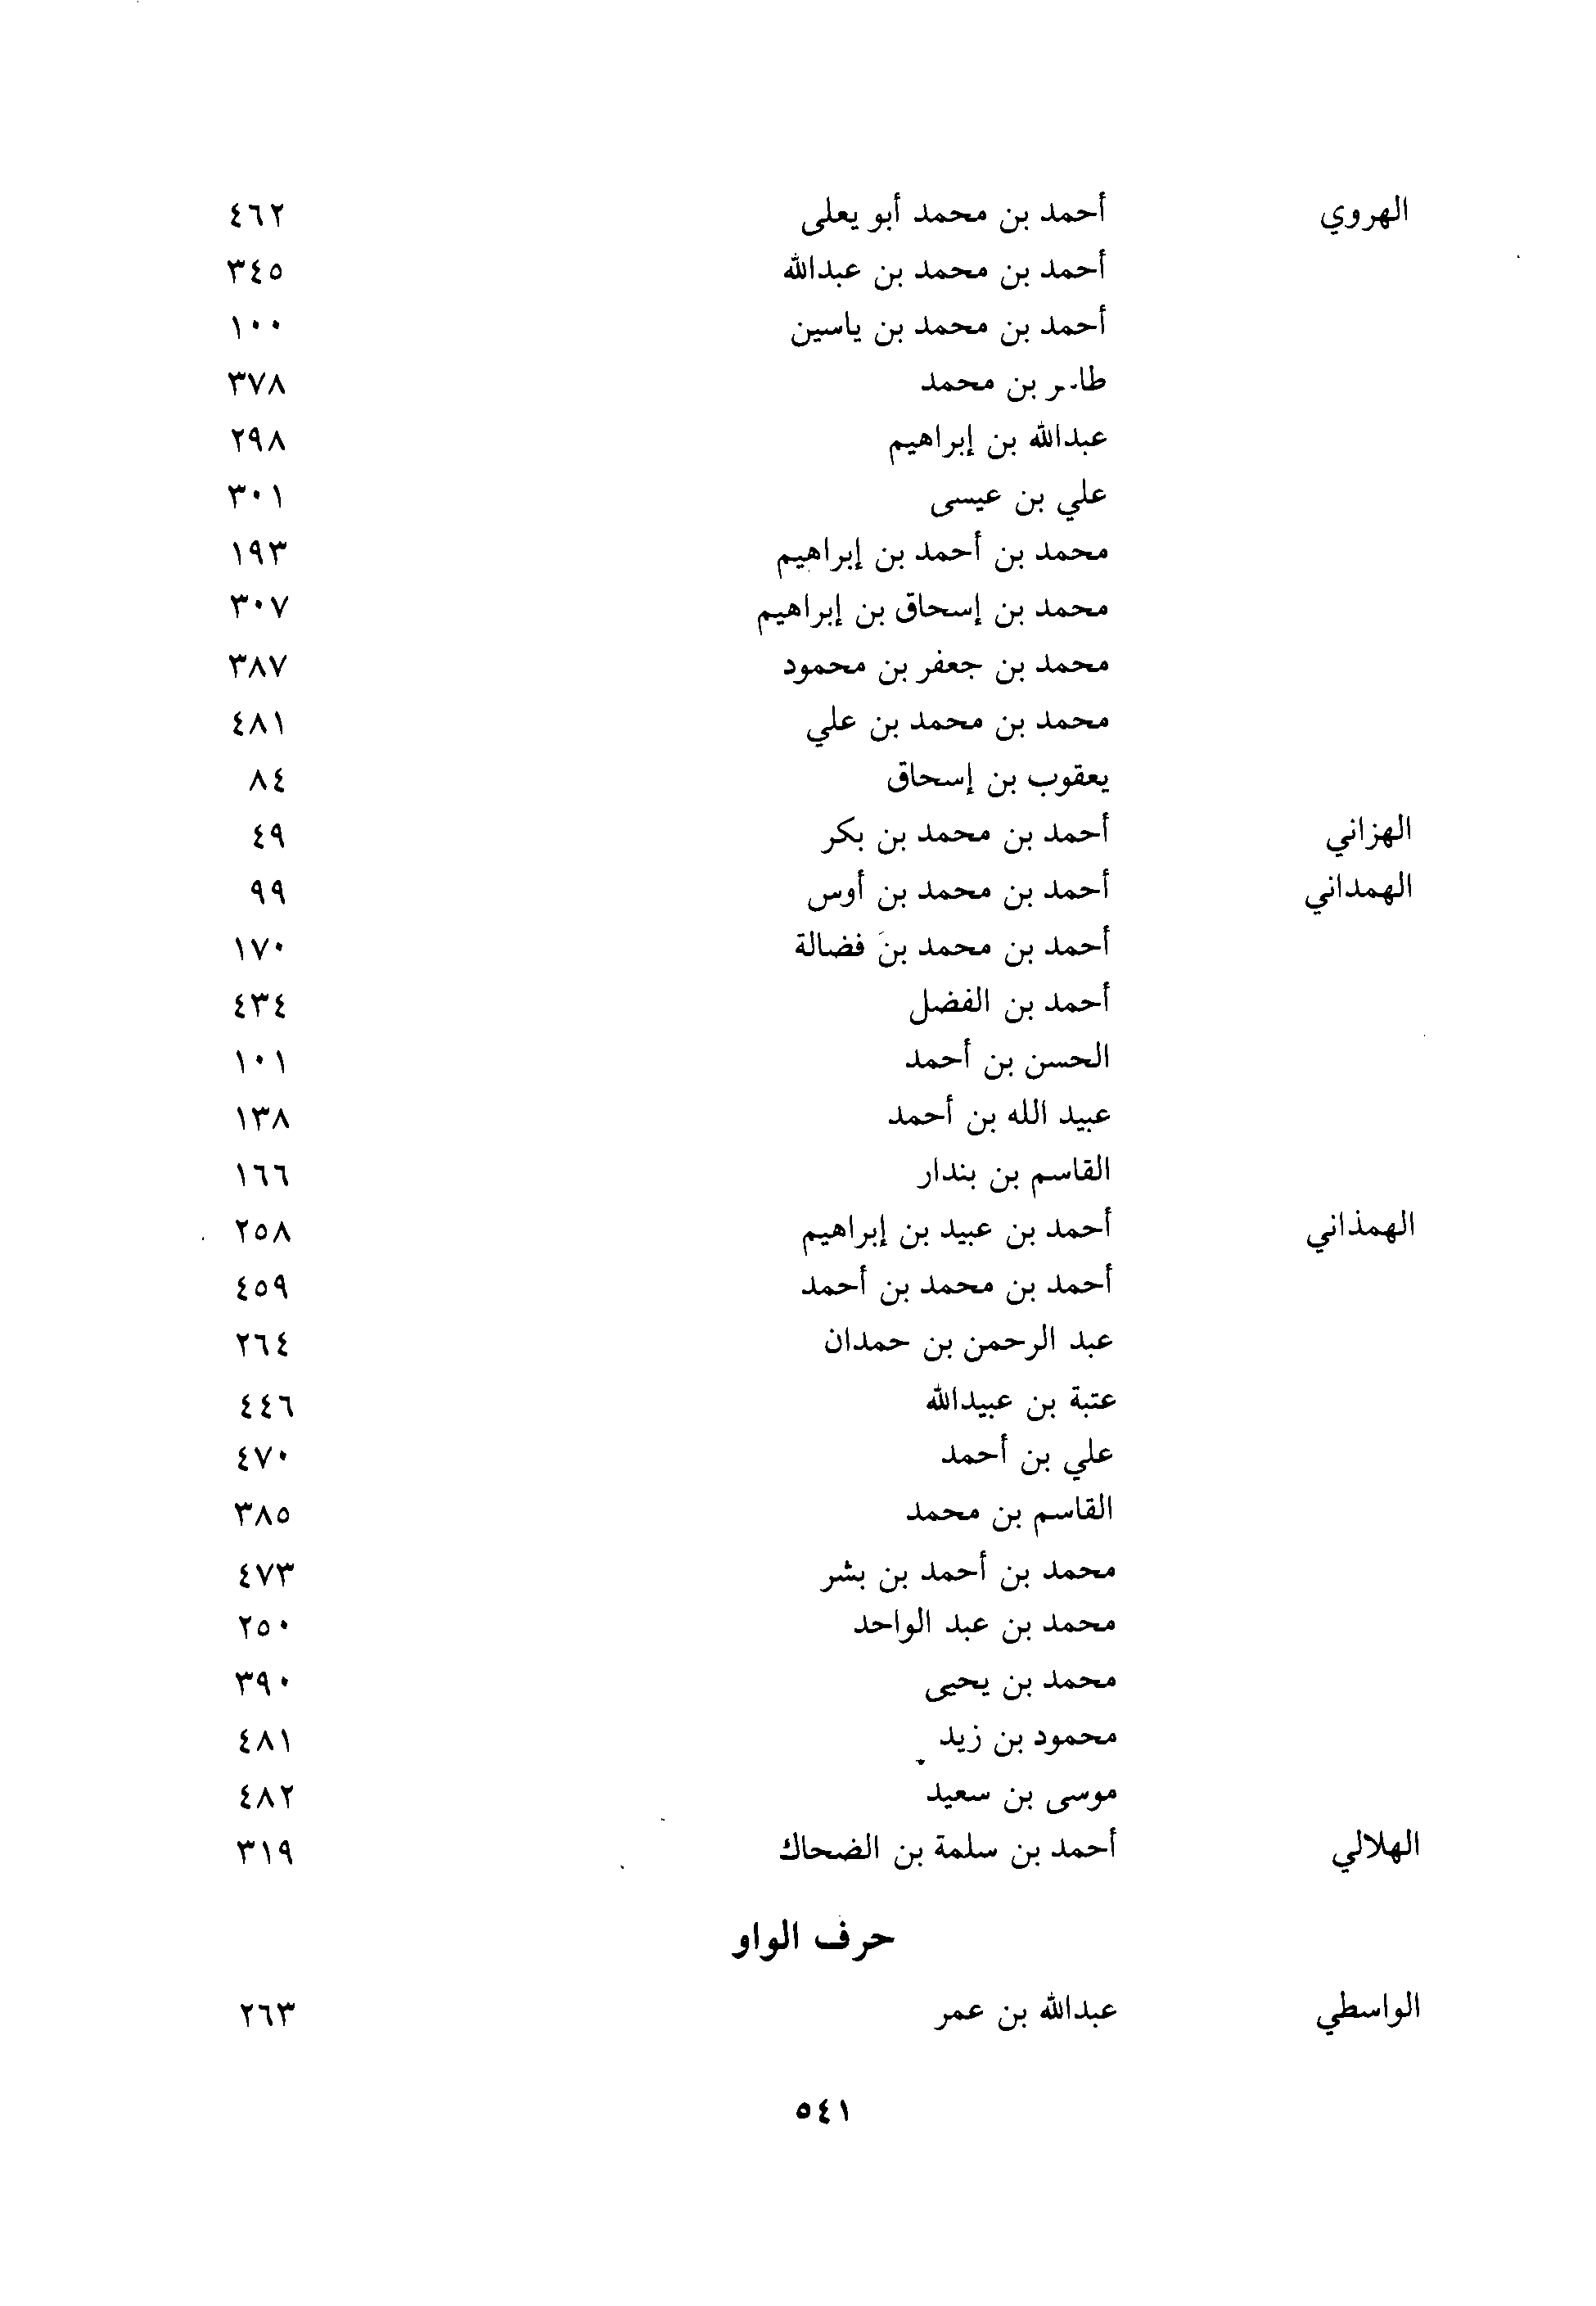 الهروي أحمد بن محمد أبو يعلى ٤٦٢
أحمد بن محمد بن عبدالله ٣٤٥
أحمد بن محمد بن ياسين ١٠٠
طاهر بن محمد ٣٧٨
عبدالله بن إبراهيم ٢٩٨
علي بن عيسى ٣٠١
محمد بن أحمد بن إبراهيم ١٩٣
محمد بن إسحاق بن إبراهيم ٣٠٧
محمد بن جعفر بن محمود ٣٨٧
محمد بن محمد بن علي ٤٨١
يعقوب بن إسحاق ٨٤
الهزاني أحمد بن محمد بن بكر ٤٩
الهمداني أحمد بن محمد بن أوس ٩٩
أحمد بن محمد بن فضالة ١٧٠
أحمد بن الفضل ٤٣٤
الحسن بن أحمد ١٠١
عبيد الله بن أحمد ١٣٨
القاسم بن بندار ١٦٦
الهمذاني أحمد بن عبيد بن إبراهيم ٢٥٨
أحمد بن محمد بن أحمد ٤٥٩
عبد الرحمن بن حمدان ٢٦٤
عتبة بن عبيدالله ٤٤٦
علي بن أحمد ٤٧٠
القاسم بن محمد ٣٨٥
محمد بن أحمد بن بشر ٤٧٣
محمد بن عبد الواحد ٢٥٠
محمد بن يحيى ٣٩٠
محمود بن زيد ٤٨١
موسى بن سعيد ٤٨٢
الهلالي أحمد بن سلمة بن الضحاك ٣١٩
حرف الواو
الواسطي عبدالله بن عمر ٢٦٣
٥٤١